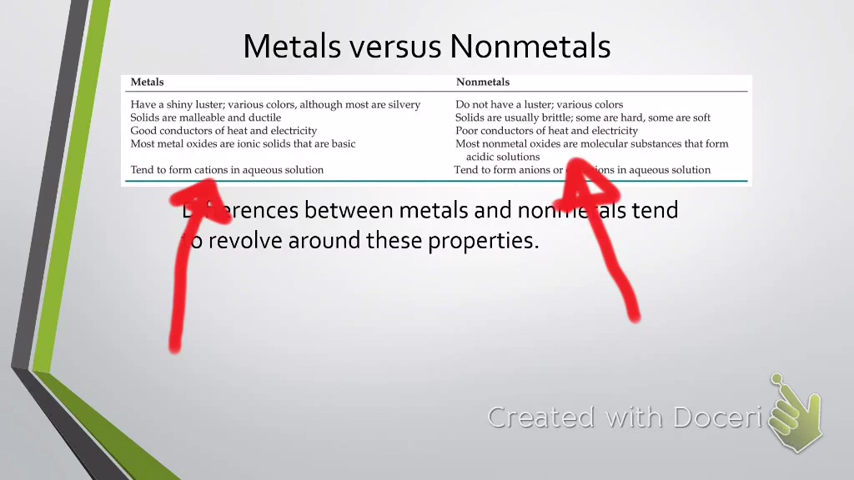 Metals versus Nonmetals
Metals Nonmetals
Have a shiny luster; various colors, although most are silvery Do not have a luster; various colors
Solids are malleable and ductile Solids are usually brittle; some are hard, some are soft
Good conductors of heat and electricity Poor conductors of heat and electricity
Most metal oxides are ionic solids that are basic Most nonmetal oxides are molecular substances that form
acidic solutions
Tend to form cations in aqueous solution Tend to form anions or in aqueous solution
Differences between metals and nonmetals tend
to revolve around these properties.
Created with Doceri